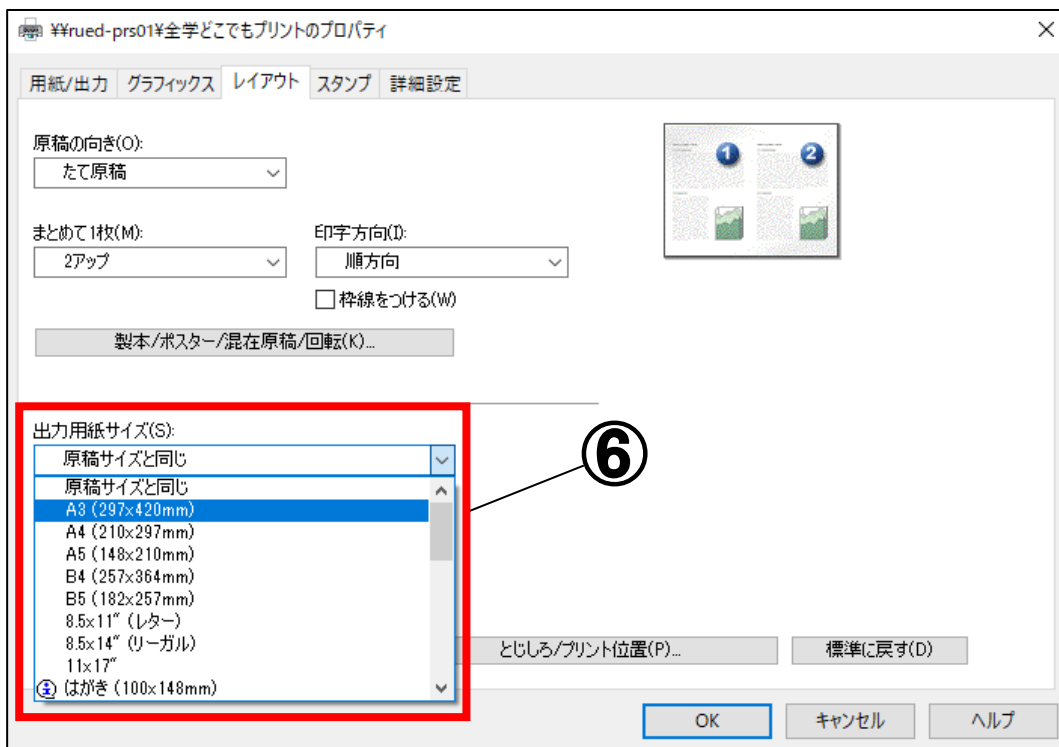 ¥¥rued-prs01¥全学どこでもプリントのプロパティ
用紙/出力 グラフィックス レイアウト スタンプ 詳細設定
原稿の向き(O):
たて原稿
1 2
まとめて1枚(M): 印字方向(I):
2アップ 順方向
枠線をつける(W)
製本/ポスター/混在原稿/回転(K)...
出力用紙サイズ(S):
原稿サイズと同じ
⑥
原稿サイズと同じ
A3 (297x420mm)
A4 (210x297mm)
A5 (148x210mm)
B4 (257x364mm)
B5 (182x257mm)
8.5x11" (レター)
8.5x14" (リーガル)
11x17"
はがき (100x148mm)
とじしろ/プリント位置(P)... 標準に戻す(D)
OK キャンセル ヘルプ